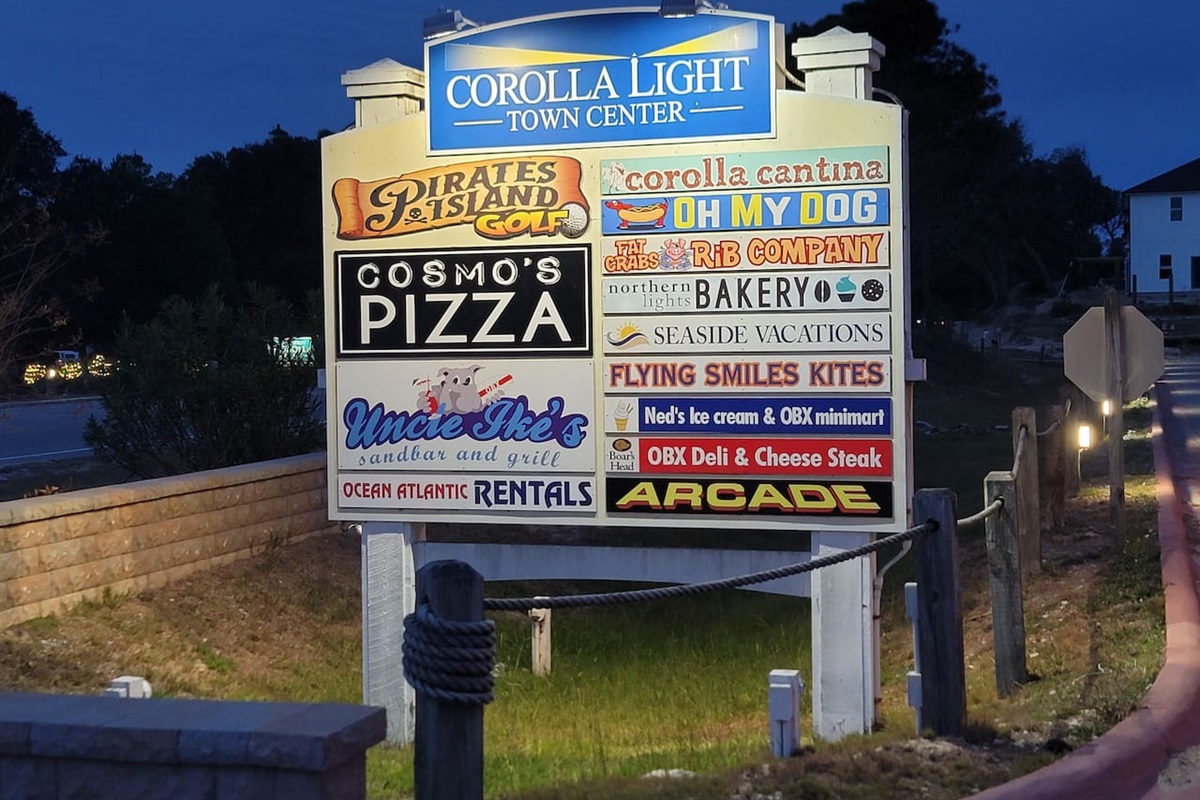 COROLLA LIGHT
TOWN CENTER
PIRATES
ISLAND
GOLF
COSMO'S
PIZZA
Uncle Ike's
sandbar and grill
OCEAN ATLANTIC RENTALS
corolla cantina
OH MY DOG
FAT CRABS RiB COMPANY
northern lights BAKERY
SEASIDE VACATIONS
FLYING SMILES KITES
Ned's Ice cream & OBX minimart
Boar's Head OBX Deli & Cheese Steak
ARCADE